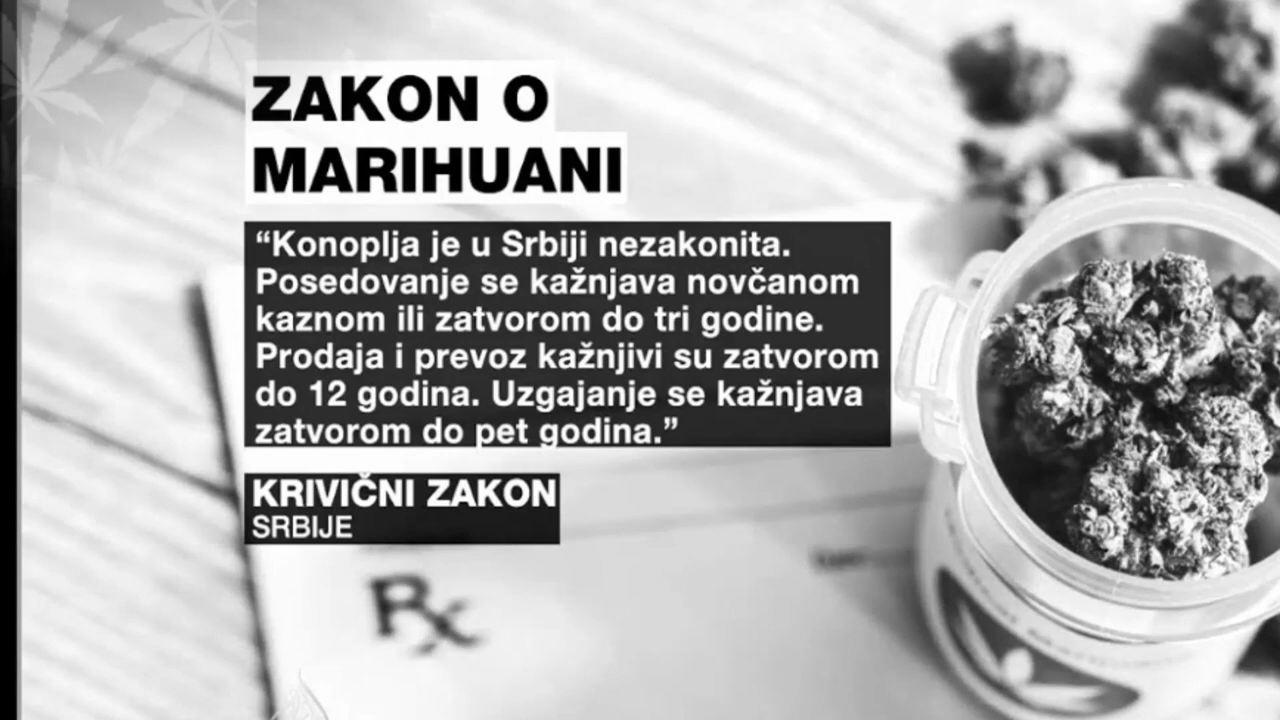 ZAKON O
MARIHUANI
“Konoplja je u Srbiji nezakonita.
Posedovanje se kažnjava novčanom
kaznom ili zatvorom do tri godine.
Prodaja i prevoz kažnjivi su zatvorom
do 12 godina. Uzgajanje se kažnjava
zatvorom do pet godina.”
KRIVIČNI ZAKON
SRBIJE
Rx